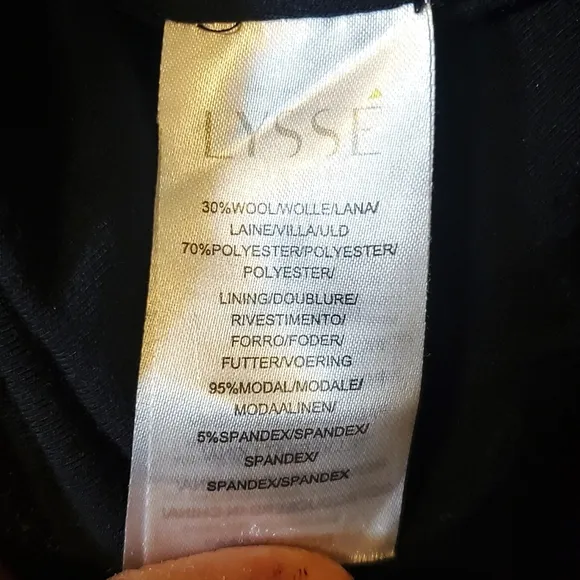 LYSSÉ
30%WOOL/WOLLE/LANA/
LAINE/VILLA/ULD
70%POLYESTER/POLYESTER/
POLYESTER/
LINING/DOUBLURE/
RIVESTIMENTO/
FORRO/FODER/
FUTTER/VOERING
95%MODAL/MODALE/
MODAALINEN/
5%SPANDEX/SPANDEX/
SPANDEX/
SPANDEX/SPANDEX